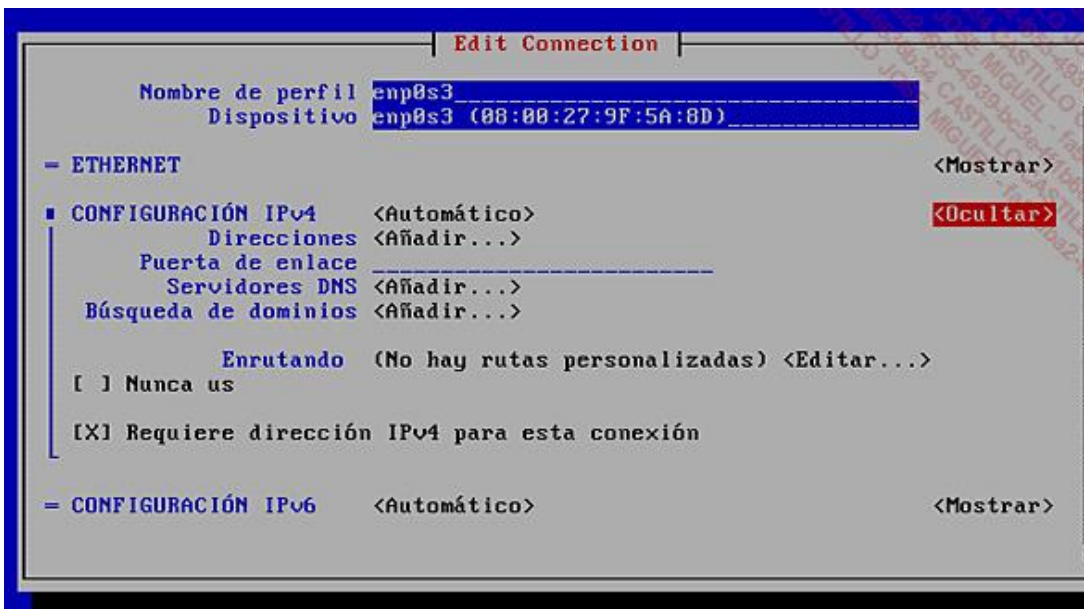 Edit Connection
Nombre de perfil enp0s3
Dispositivo enp0s3 (08:00:27:9F:5A:8D)
= ETHERNET <Mostrar>
CONFIGURACIÓN IPv4 <Automático> <Ocultar>
Direcciones <Añadir...>
Puerta de enlace
Servidores DNS <Añadir...>
Búsqueda de dominios <Añadir...>
Enrutando (No hay rutas personalizadas) <Editar...>
[ ] Nunca us
[X] Requiere dirección IPv4 para esta conexión
= CONFIGURACIÓN IPv6 <Automático> <Mostrar>